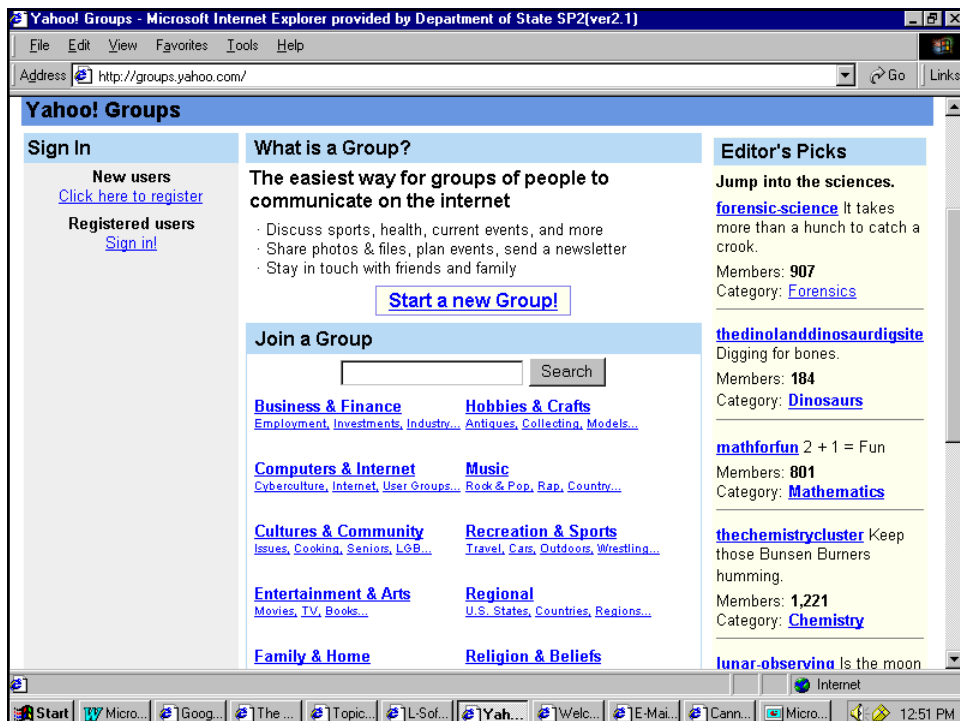 Yahoo! Groups - Microsoft Internet Explorer provided by Department of State SP2(ver2.1)
File Edit View Favorites Tools Help
Address http://groups.yahoo.com/ Go Links
Yahoo! Groups
Sign In
New users
Click here to register
Registered users
Sign in!
What is a Group?
The easiest way for groups of people to
communicate on the internet
· Discuss sports, health, current events, and more
· Share photos & files, plan events, send a newsletter
· Stay in touch with friends and family
Start a new Group!
Join a Group
Search
Business & Finance
Employment, Investments, Industry...
Hobbies & Crafts
Antiques, Collecting, Models...
Computers & Internet
Cyberculture, Internet, User Groups...
Music
Rock & Pop, Rap, Country...
Cultures & Community
Issues, Cooking, Seniors, LGB...
Recreation & Sports
Travel, Cars, Outdoors, Wrestling...
Entertainment & Arts
Movies, TV, Books...
Regional
U.S. States, Countries, Regions...
Family & Home
Religion & Beliefs
Editor's Picks
Jump into the sciences.
forensic-science It takes
more than a hunch to catch a
crook.
Members: 907
Category: Forensics
thedinolanddinosaurdigsite
Digging for bones.
Members: 184
Category: Dinosaurs
mathforfun 2 + 1 = Fun
Members: 801
Category: Mathematics
thechemistrycluster Keep
those Bunsen Burners
humming.
Members: 1,221
Category: Chemistry
lunar-observing Is the moon
Internet
Start Micro... Goog... The ... Topic... L-Sof... Yah... Welc... E-Mai... Cann... Micro... 12:51 PM